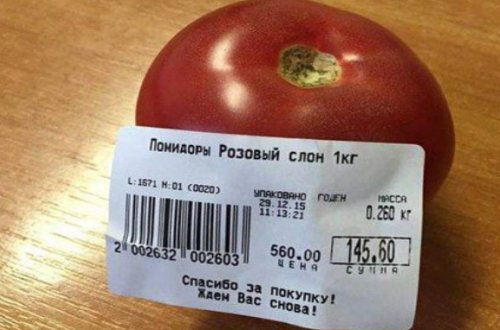 Помидоры Розовый слон 1кг
L:1671 М:01 (0020)
УПАКОВАНО ГОДЕН МАССА
29.12.15 0.260 кг
11:13:21
2 002632 002603
560.00 145.60
ЦЕНА СУММА
Спасибо за покупку!
Ждем Вас снова!